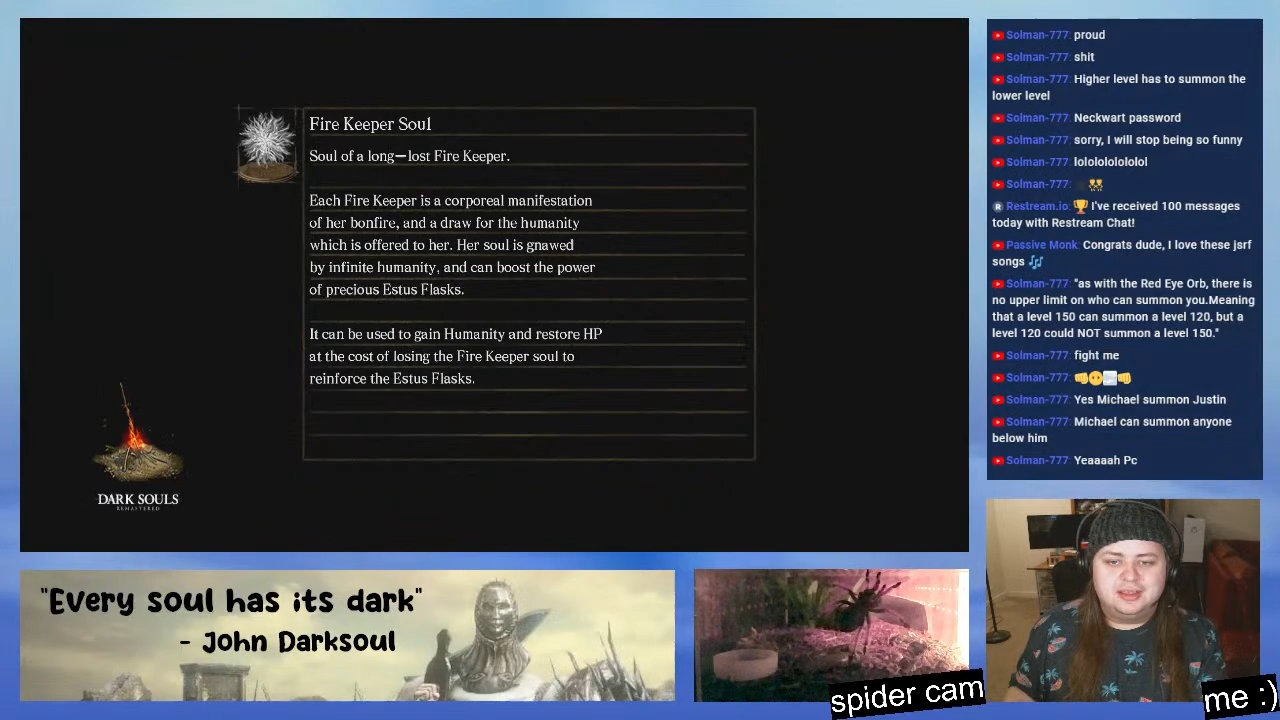 Fire Keeper Soul
Soul of a long—lost Fire Keeper.
Each Fire Keeper is a corporeal manifestation
of her bonfire, and a draw for the humanity
which is offered to her. Her soul is gnawed
by infinite humanity, and can boost the power
of precious Estus Flasks.
It can be used to gain Humanity and restore HP
at the cost of losing the Fire Keeper soul to
reinforce the Estus Flasks.
DARK SOULS
REMASTERED
Solman-777: proud
Solman-777: shit
Solman-777: Higher level has to summon the
lower level
Solman-777: Neckwart password
Solman-777: sorry, I will stop being so funny
Solman-777: lolololololol
Solman-777:
Restream.io: 🏆 I've received 100 messages
today with Restream Chat!
Passive Monk: Congrats dude, I love these jsrf
songs 🎶
Solman-777: "as with the Red Eye Orb, there is
no upper limit on who can summon you.Meaning
that a level 150 can summon a level 120, but a
level 120 could NOT summon a level 150."
Solman-777: fight me
Solman-777:
Solman-777: Yes Michael summon Justin
Solman-777: Michael can summon anyone
below him
Solman-777: Yeaaaah Pc
"Every soul has its dark"
- John Darksoul
spider cam
me :)